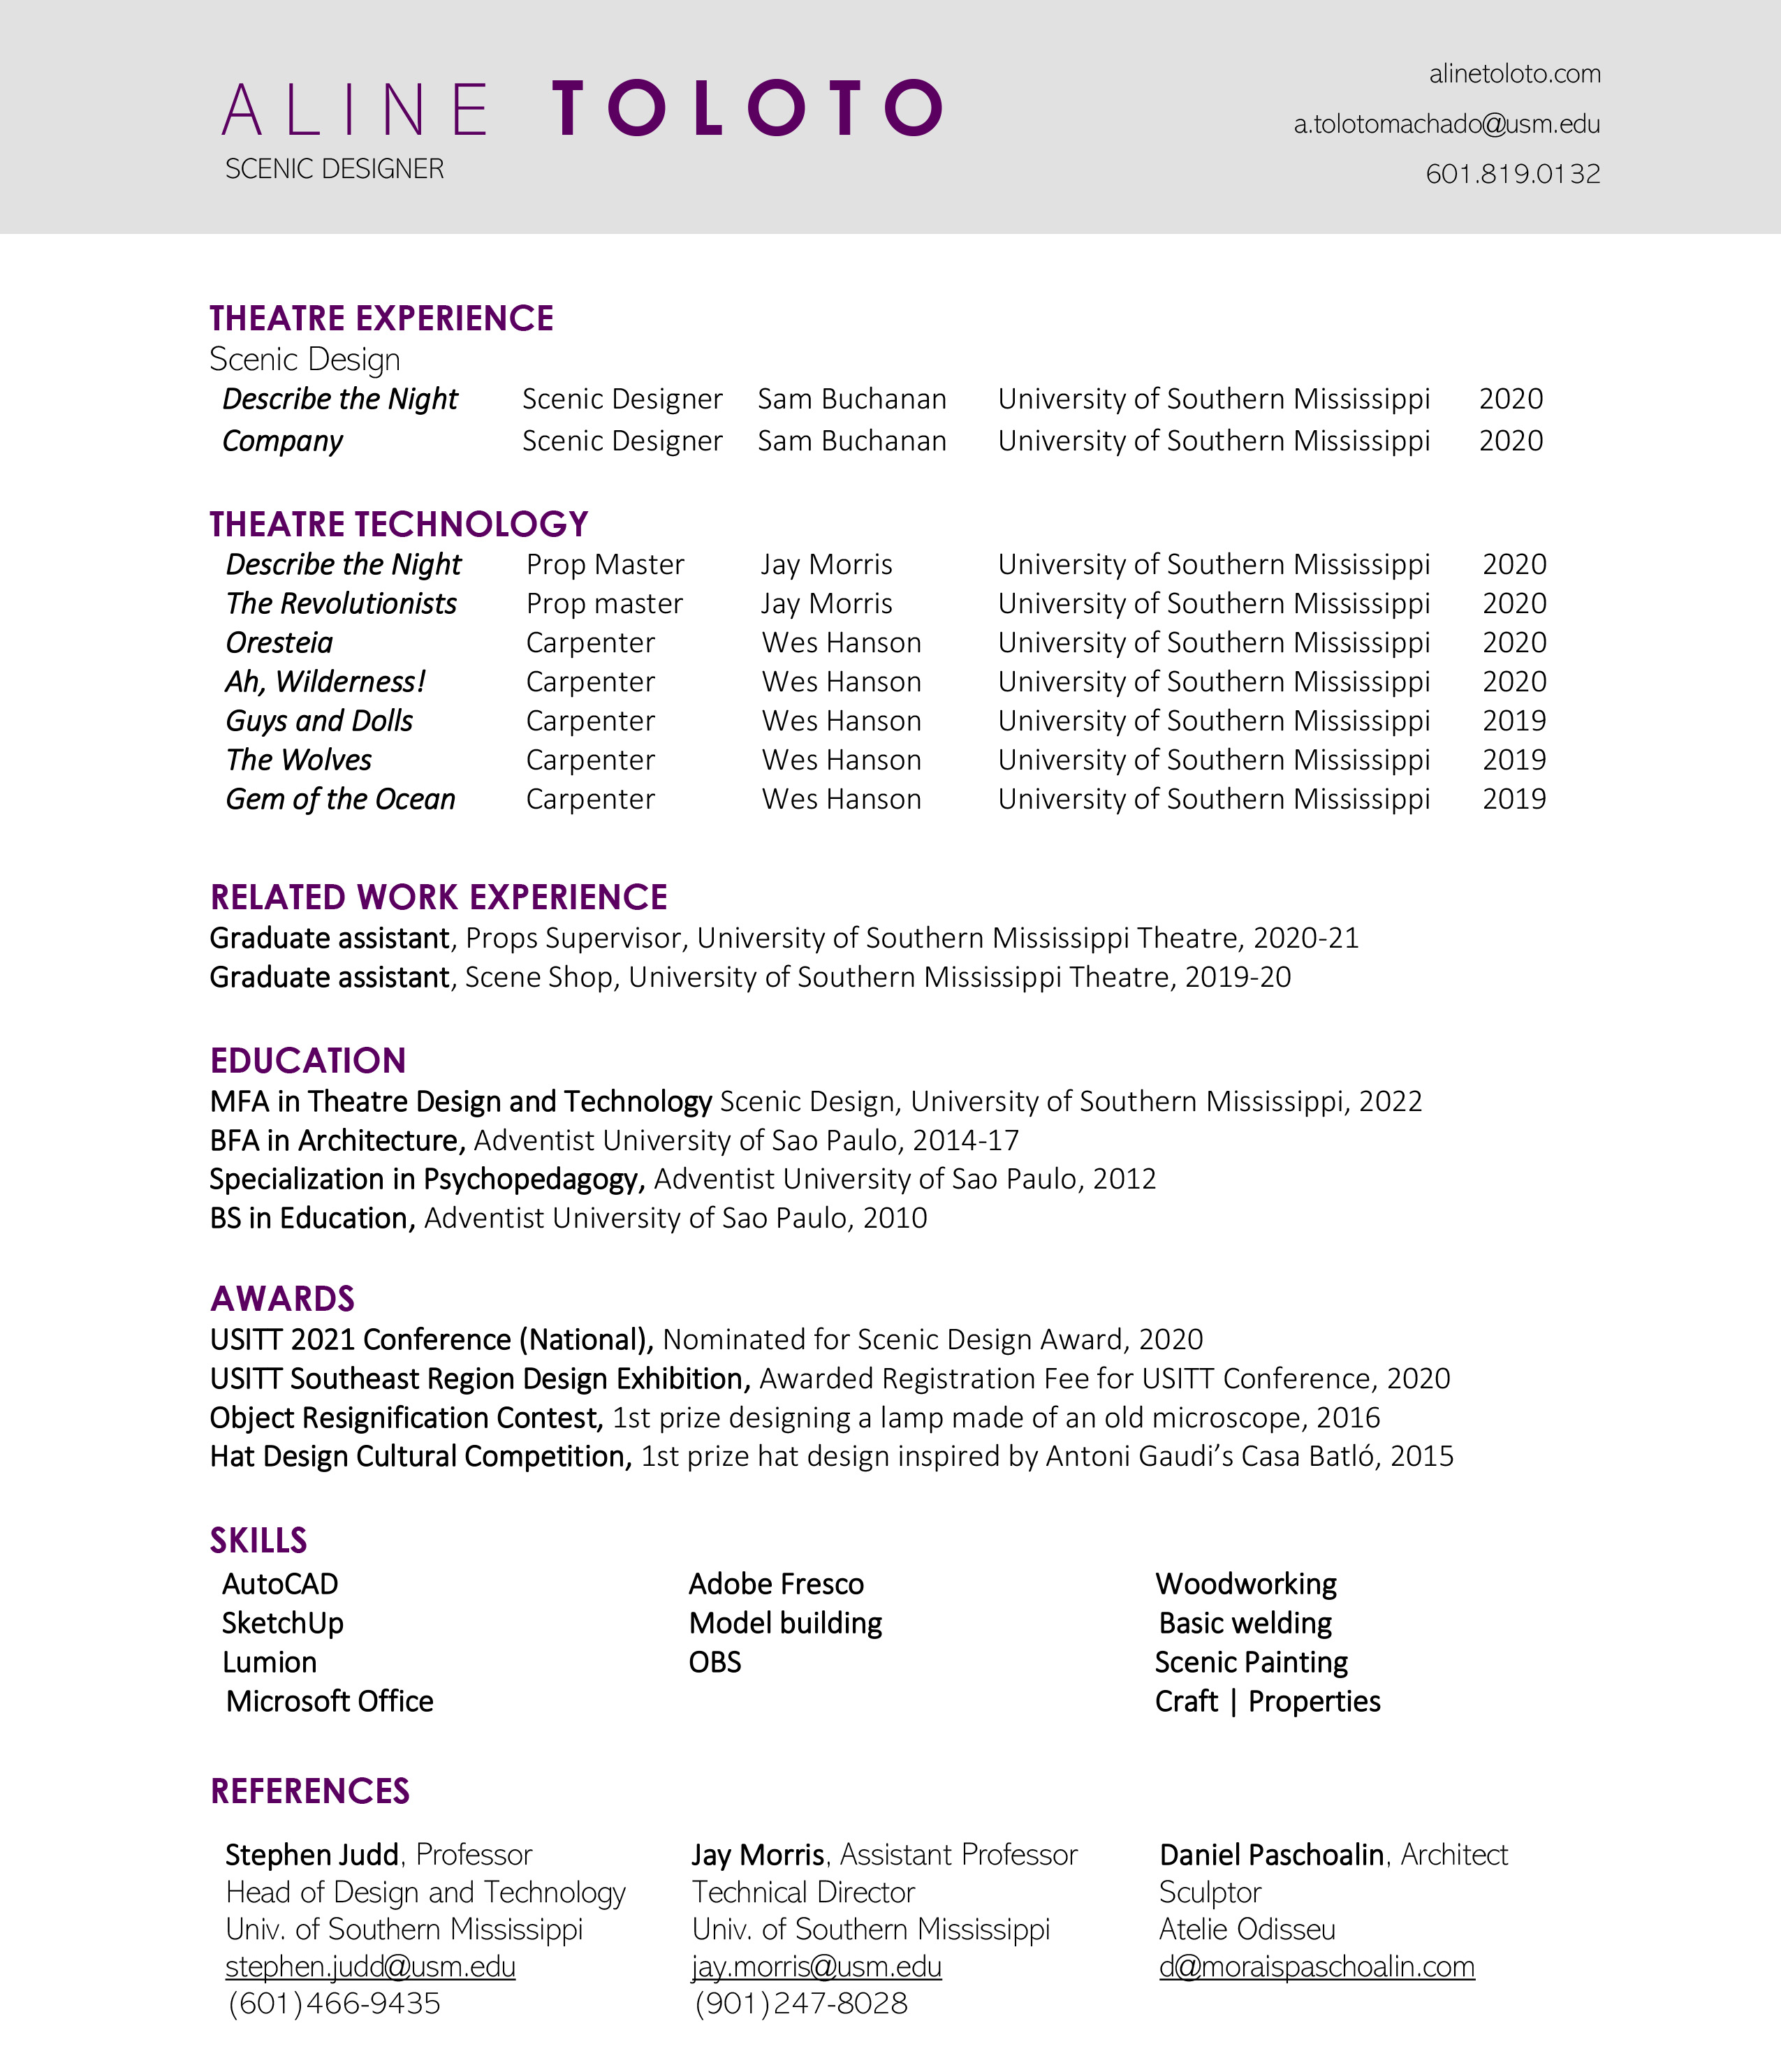 ALINE TOLOTO
SCENIC DESIGNER
alinetoloto.com
a.tolotomachado@usm.edu
601.819.0132
THEATRE EXPERIENCE
Scenic Design
Describe the Night Scenic Designer Sam Buchanan University of Southern Mississippi 2020
Company Scenic Designer Sam Buchanan University of Southern Mississippi 2020
THEATRE TECHNOLOGY
Describe the Night Prop Master Jay Morris University of Southern Mississippi 2020
The Revolutionists Prop master Jay Morris University of Southern Mississippi 2020
Oresteia Carpenter Wes Hanson University of Southern Mississippi 2020
Ah, Wilderness! Carpenter Wes Hanson University of Southern Mississippi 2020
Guys and Dolls Carpenter Wes Hanson University of Southern Mississippi 2019
The Wolves Carpenter Wes Hanson University of Southern Mississippi 2019
Gem of the Ocean Carpenter Wes Hanson University of Southern Mississippi 2019
RELATED WORK EXPERIENCE
Graduate assistant, Props Supervisor, University of Southern Mississippi Theatre, 2020-21
Graduate assistant, Scene Shop, University of Southern Mississippi Theatre, 2019-20
EDUCATION
MFA in Theatre Design and Technology Scenic Design, University of Southern Mississippi, 2022
BFA in Architecture, Adventist University of Sao Paulo, 2014-17
Specialization in Psychopedagogy, Adventist University of Sao Paulo, 2012
BS in Education, Adventist University of Sao Paulo, 2010
AWARDS
USITT 2021 Conference (National), Nominated for Scenic Design Award, 2020
USITT Southeast Region Design Exhibition, Awarded Registration Fee for USITT Conference, 2020
Object Resignification Contest, 1st prize designing a lamp made of an old microscope, 2016
Hat Design Cultural Competition, 1st prize hat design inspired by Antoni Gaudi’s Casa Batló, 2015
SKILLS
AutoCAD Adobe Fresco Woodworking
SketchUp Model building Basic welding
Lumion OBS Scenic Painting
Microsoft Office Craft | Properties
REFERENCES
Stephen Judd, Professor Jay Morris, Assistant Professor Daniel Paschoalin, Architect
Head of Design and Technology Technical Director Sculptor
Univ. of Southern Mississippi Univ. of Southern Mississippi Atelie Odisseu
stephen.judd@usm.edu jay.morris@usm.edu d@moraispaschoalin.com
(601)466-9435 (901)247-8028